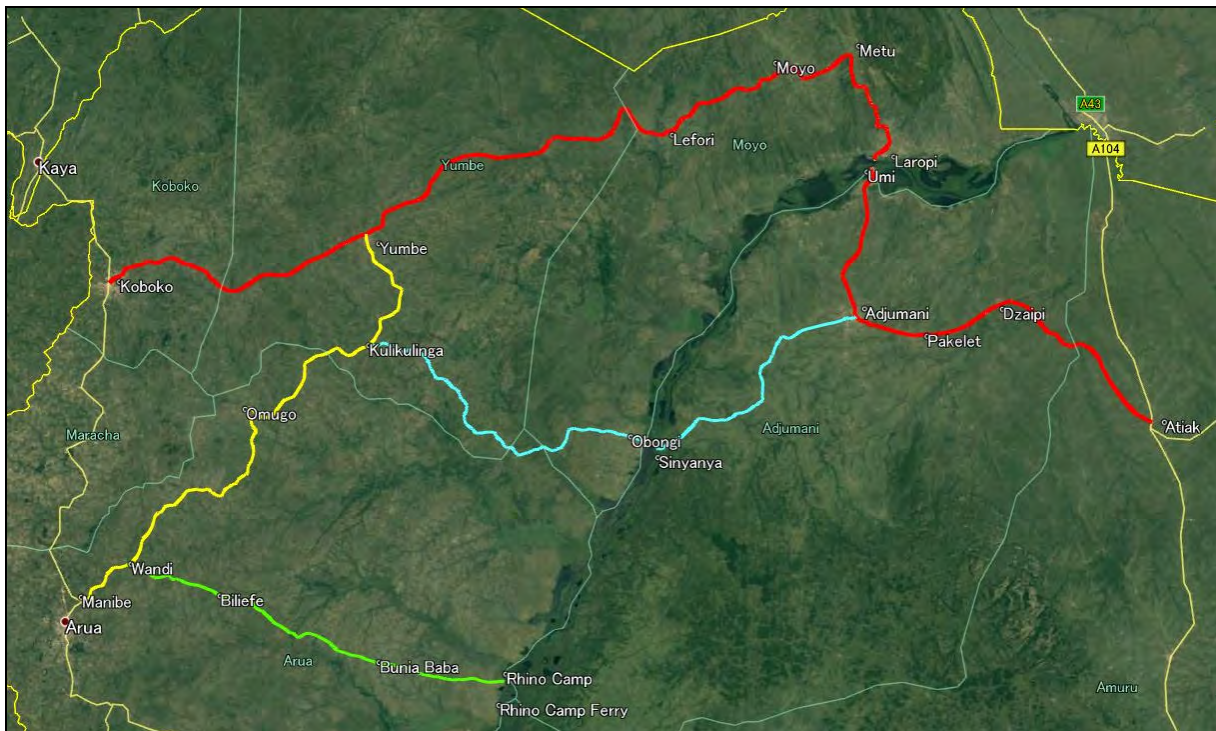 Metu
Moyo
A43
Lefori
Moyo
A104
Kaya
Laropi
Umi
Yumbe
Koboko
Yumbe
Koboko
Adjumani
Dzaipi
Pakelet
Kulikulinga
Omugo
Atiak
Maracha
Obongi
Adjumani
Sinyanya
Wandi
Manibe
Biliefe
Arua
Arua
Bunia Baba
Rhino Camp
Amuru
Rhino Camp Ferry